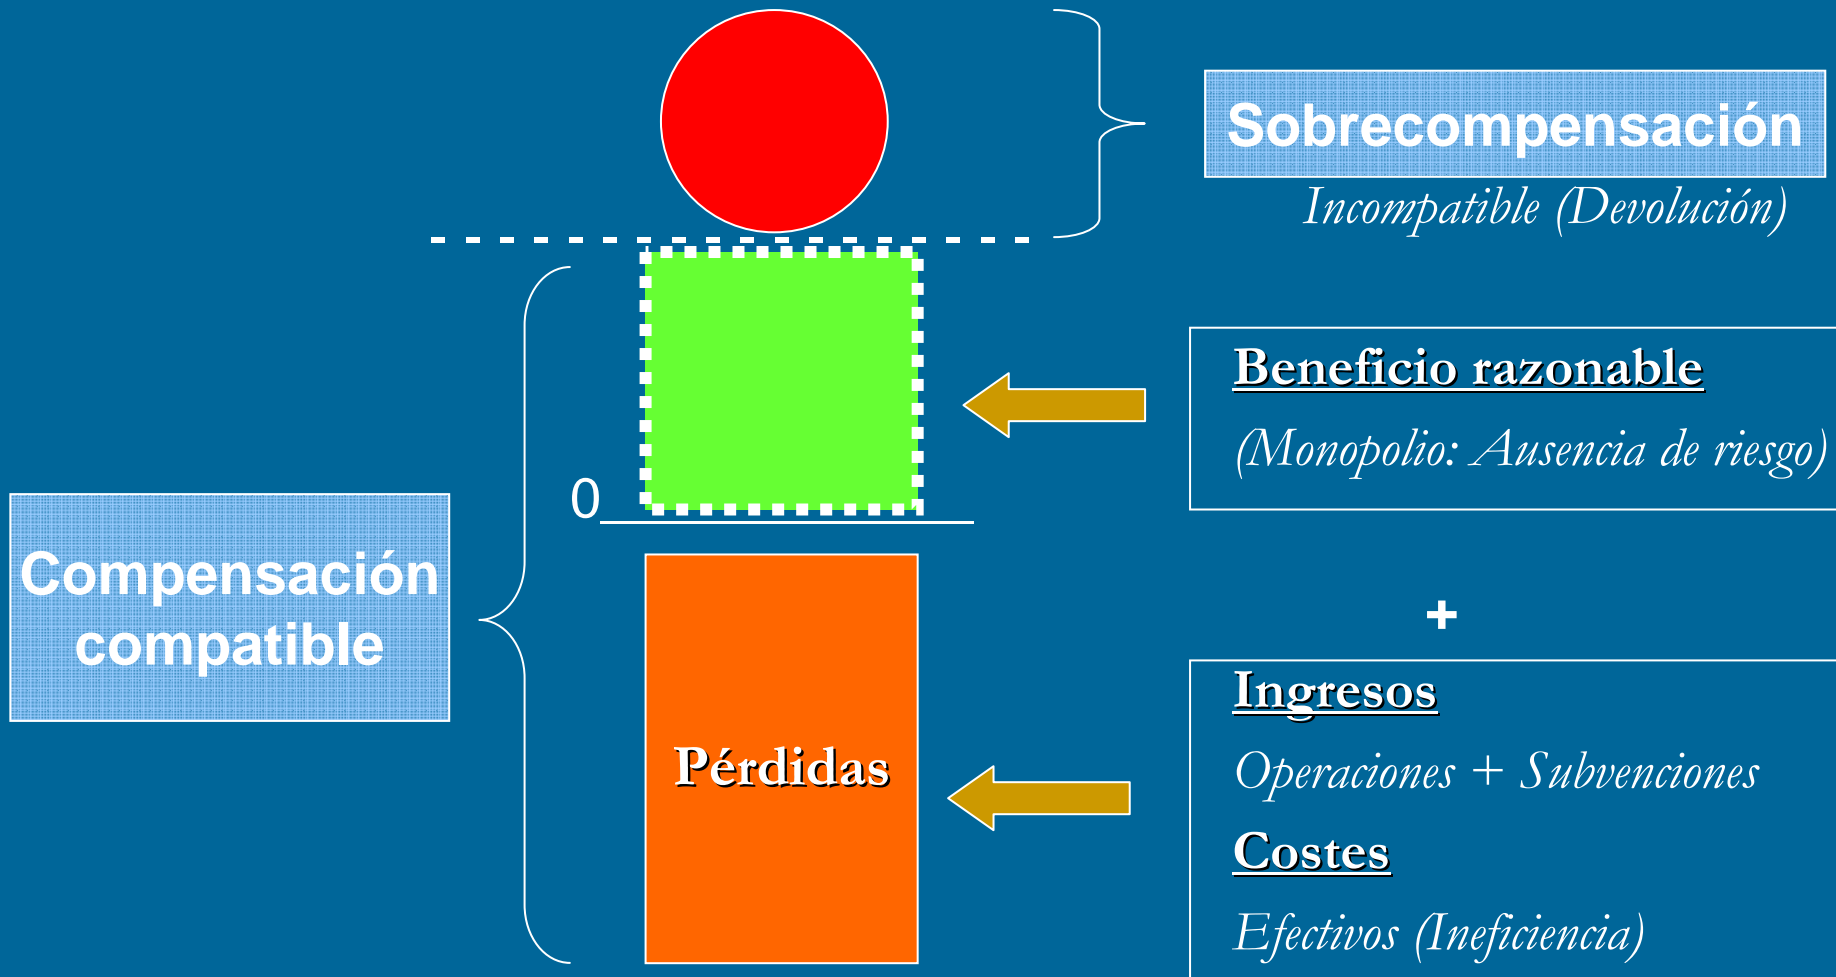 Sobrecompensación
Incompatible (Devolución)
Beneficio razonable
(Monopolio: Ausencia de riesgo)
0
Compensación
compatible
+
Pérdidas
Ingresos
Operaciones + Subvenciones
Costes
Efectivos (Ineficiencia)